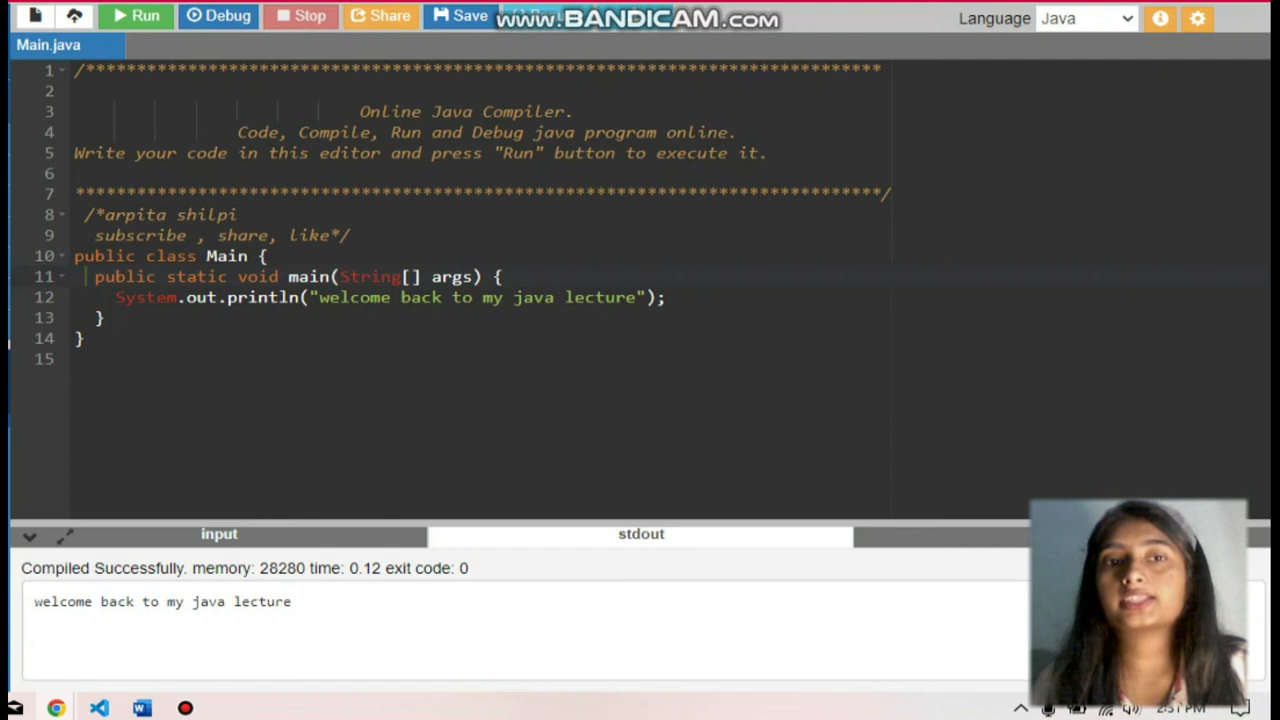 Run Debug Stop Share Save www.BANDICAM.com Language Java
Main.java
1 /******************************************************************************
2
3 Online Java Compiler.
4 Code, Compile, Run and Debug java program online.
5 Write your code in this editor and press "Run" button to execute it.
6
7 *******************************************************************************/
8 /*arpita shilpi
9 subscribe , share, like*/
10 public class Main {
11 public static void main(String[] args) {
12 System.out.println("welcome back to my java lecture");
13 }
14 }
15
input stdout
Compiled Successfully. memory: 28280 time: 0.12 exit code: 0
welcome back to my java lecture